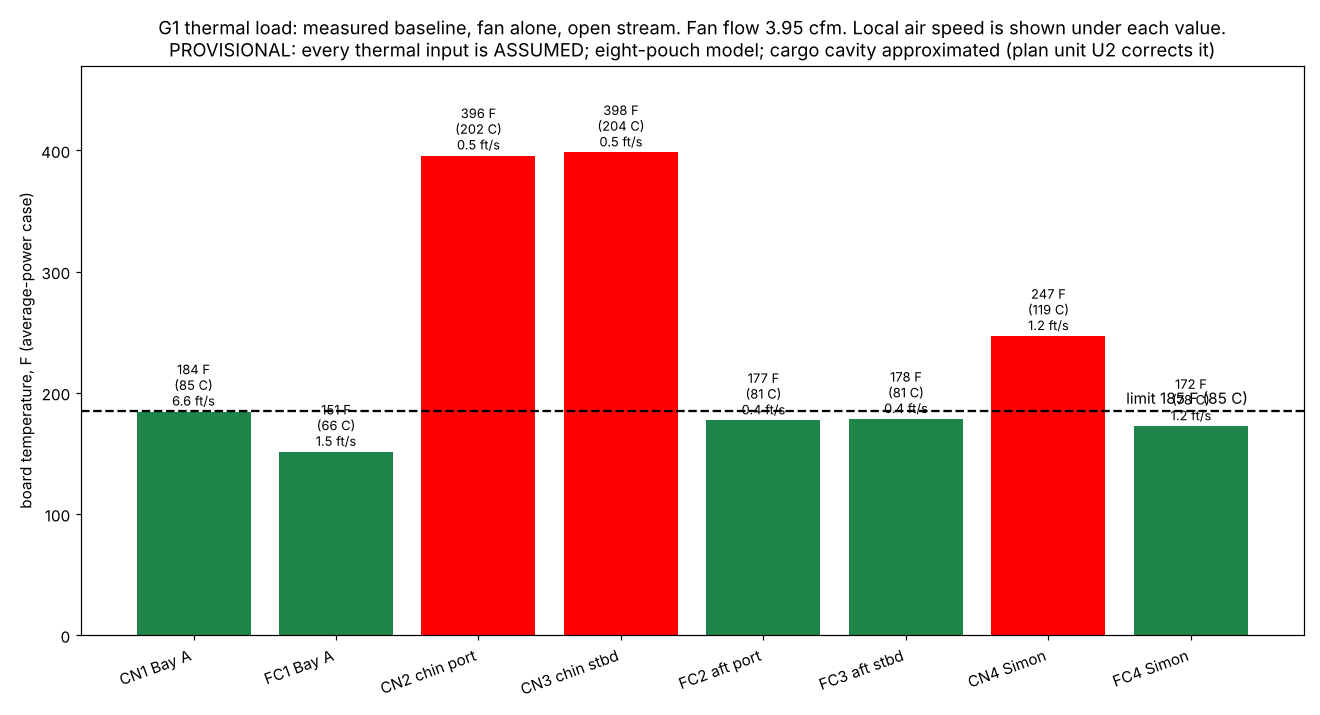 G1 thermal load: measured baseline, fan alone, open stream. Fan flow 3.95 cfm. Local air speed is shown under each value.
PROVISIONAL: every thermal input is ASSUMED; eight-pouch model; cargo cavity approximated (plan unit U2 corrects it)
board temperature, F (average-power case)
400
300
200
100
0
184 F
(85 C)
6.6 ft/s
151 F
(66 C)
1.5 ft/s
396 F
(202 C)
0.5 ft/s
398 F
(204 C)
0.5 ft/s
177 F
(81 C)
0.4 ft/s
178 F
(81 C)
0.4 ft/s
247 F
(119 C)
1.2 ft/s
172 F
(78 C)
1.2 ft/s
limit 185 F (85 C)
CN1 Bay A
FC1 Bay A
CN2 chin port
CN3 chin stbd
FC2 aft port
FC3 aft stbd
CN4 Simon
FC4 Simon